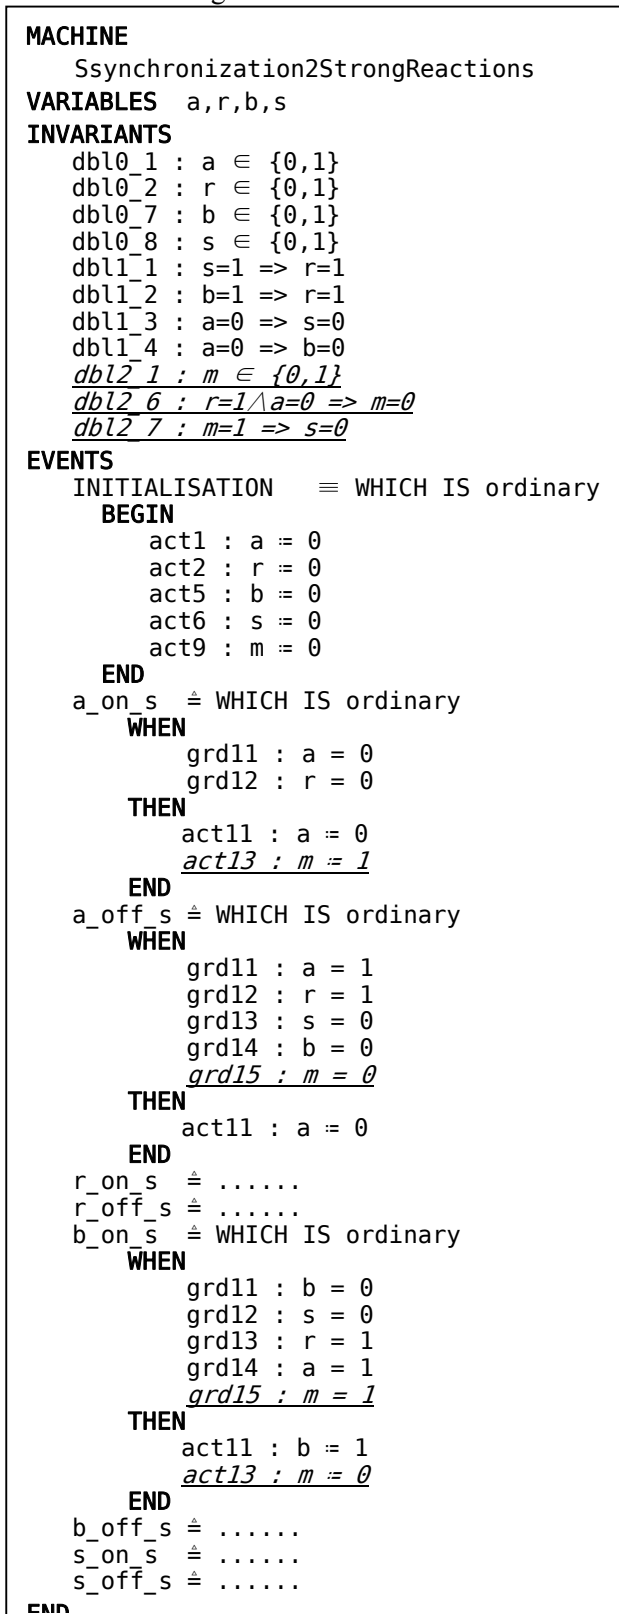 MACHINE
Ssynchronization2StrongReactions
VARIABLES a,r,b,s
INVARIANTS
dbl0_1 : a ∈ {0,1}
dbl0_2 : r ∈ {0,1}
dbl0_7 : b ∈ {0,1}
dbl0_8 : s ∈ {0,1}
dbl1_1 : s=1 => r=1
dbl1_2 : b=1 => r=1
dbl1_3 : a=0 => s=0
dbl1_4 : a=0 => b=0
dbl2_1 : m ∈ {0,1}
dbl2_6 : r=1∧a=0 => m=0
dbl2_7 : m=1 => s=0
EVENTS
INITIALISATION ≡ WHICH IS ordinary
BEGIN
act1 : a ≔ 0
act2 : r ≔ 0
act5 : b ≔ 0
act6 : s ≔ 0
act9 : m ≔ 0
END
a_on_s ≙ WHICH IS ordinary
WHEN
grd11 : a = 0
grd12 : r = 0
THEN
act11 : a ≔ 0
act13 : m ≔ 1
END
a_off_s ≙ WHICH IS ordinary
WHEN
grd11 : a = 1
grd12 : r = 1
grd13 : s = 0
grd14 : b = 0
grd15 : m = 0
THEN
act11 : a ≔ 0
END
r_on_s ≙ ......
r_off_s ≙ ......
b_on_s ≙ WHICH IS ordinary
WHEN
grd11 : b = 0
grd12 : s = 0
grd13 : r = 1
grd14 : a = 1
grd15 : m = 1
THEN
act11 : b ≔ 1
act13 : m ≔ 0
END
b_off_s ≙ ......
s_on_s ≙ ......
s_off_s ≙ ......
END